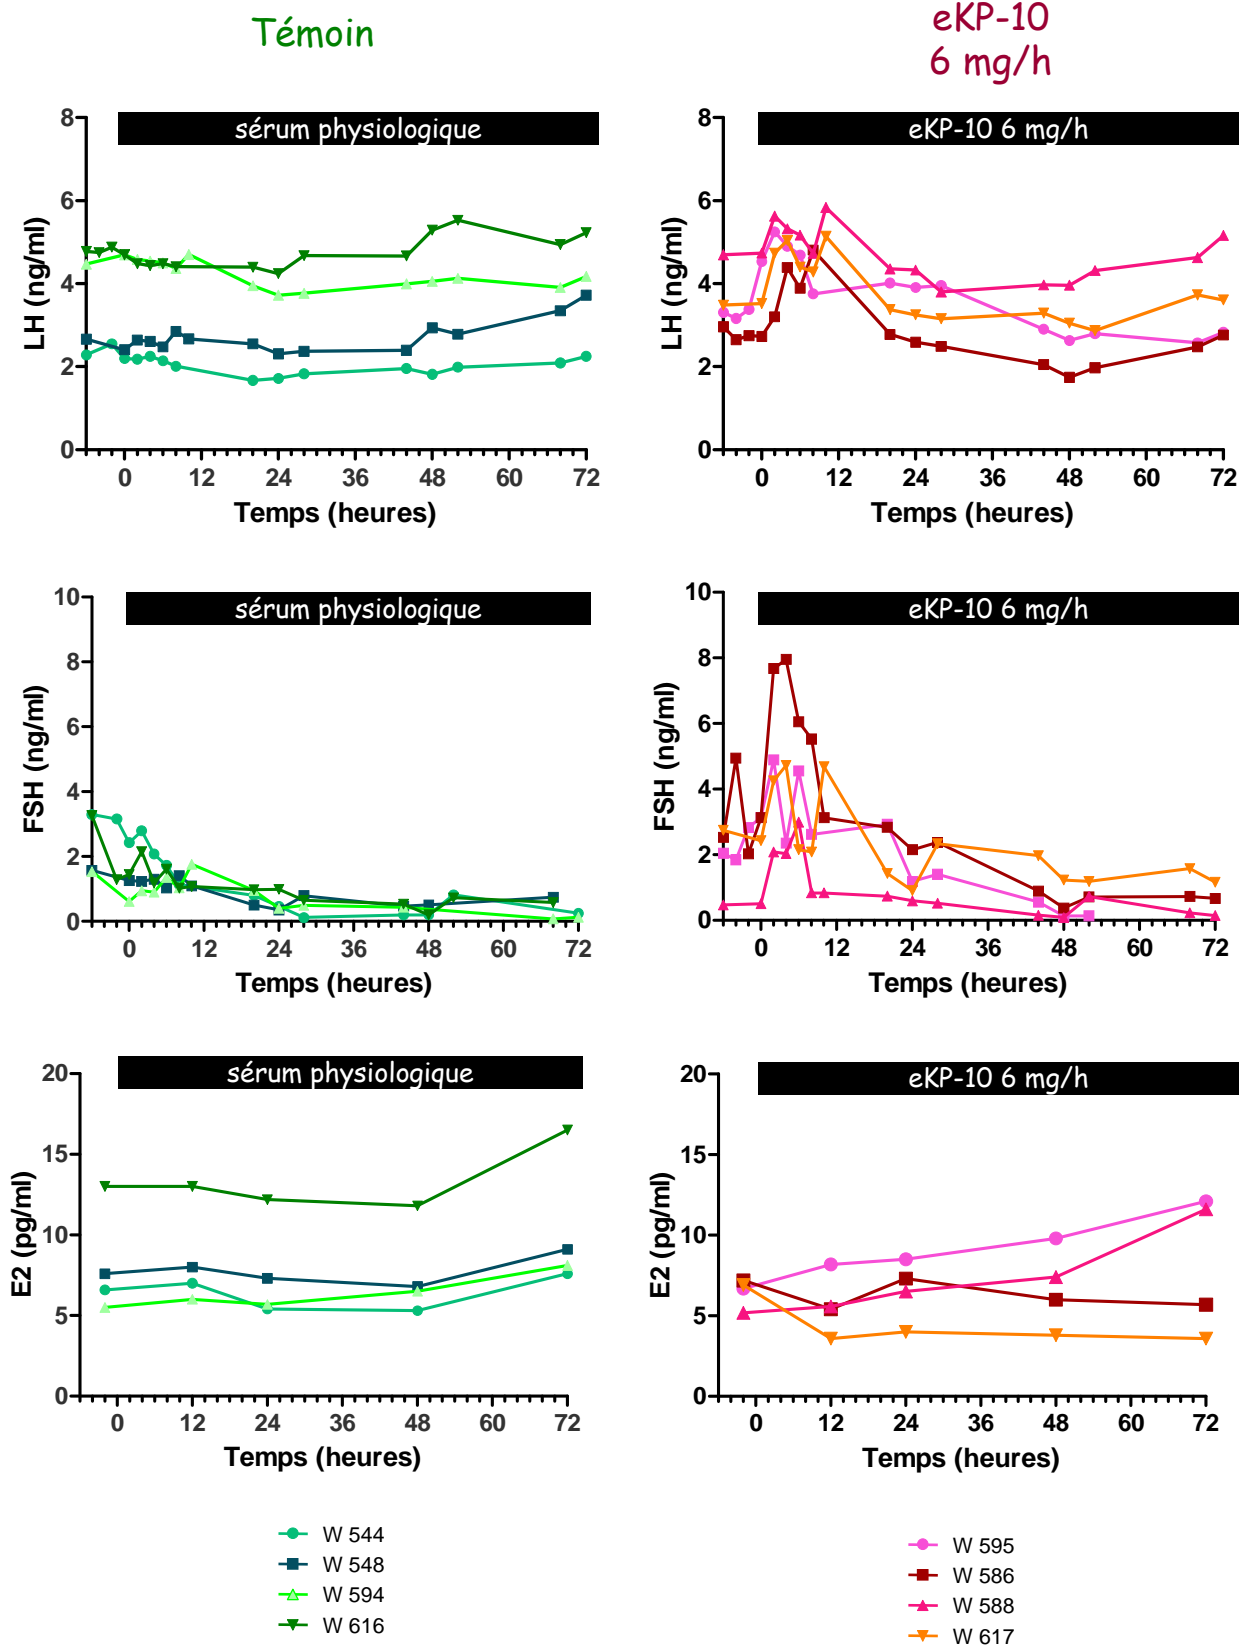 Témoin
eKP-10
6 mg/h
sérum physiologique
8
6
4
2
0
LH (ng/ml)
0 12 24 36 48 60 72
Temps (heures)
eKP-10 6 mg/h
8
6
4
2
0
LH (ng/ml)
0 12 24 36 48 60 72
Temps (heures)
sérum physiologique
10
8
6
4
2
0
FSH (ng/ml)
0 12 24 36 48 60 72
Temps (heures)
eKP-10 6 mg/h
10
8
6
4
2
0
FSH (ng/ml)
0 12 24 36 48 60 72
Temps (heures)
sérum physiologique
20
15
10
5
0
E2 (pg/ml)
0 12 24 36 48 60 72
Temps (heures)
eKP-10 6 mg/h
20
15
10
5
0
E2 (pg/ml)
0 12 24 36 48 60 72
Temps (heures)
W 544
W 548
W 594
W 616
W 595
W 586
W 588
W 617